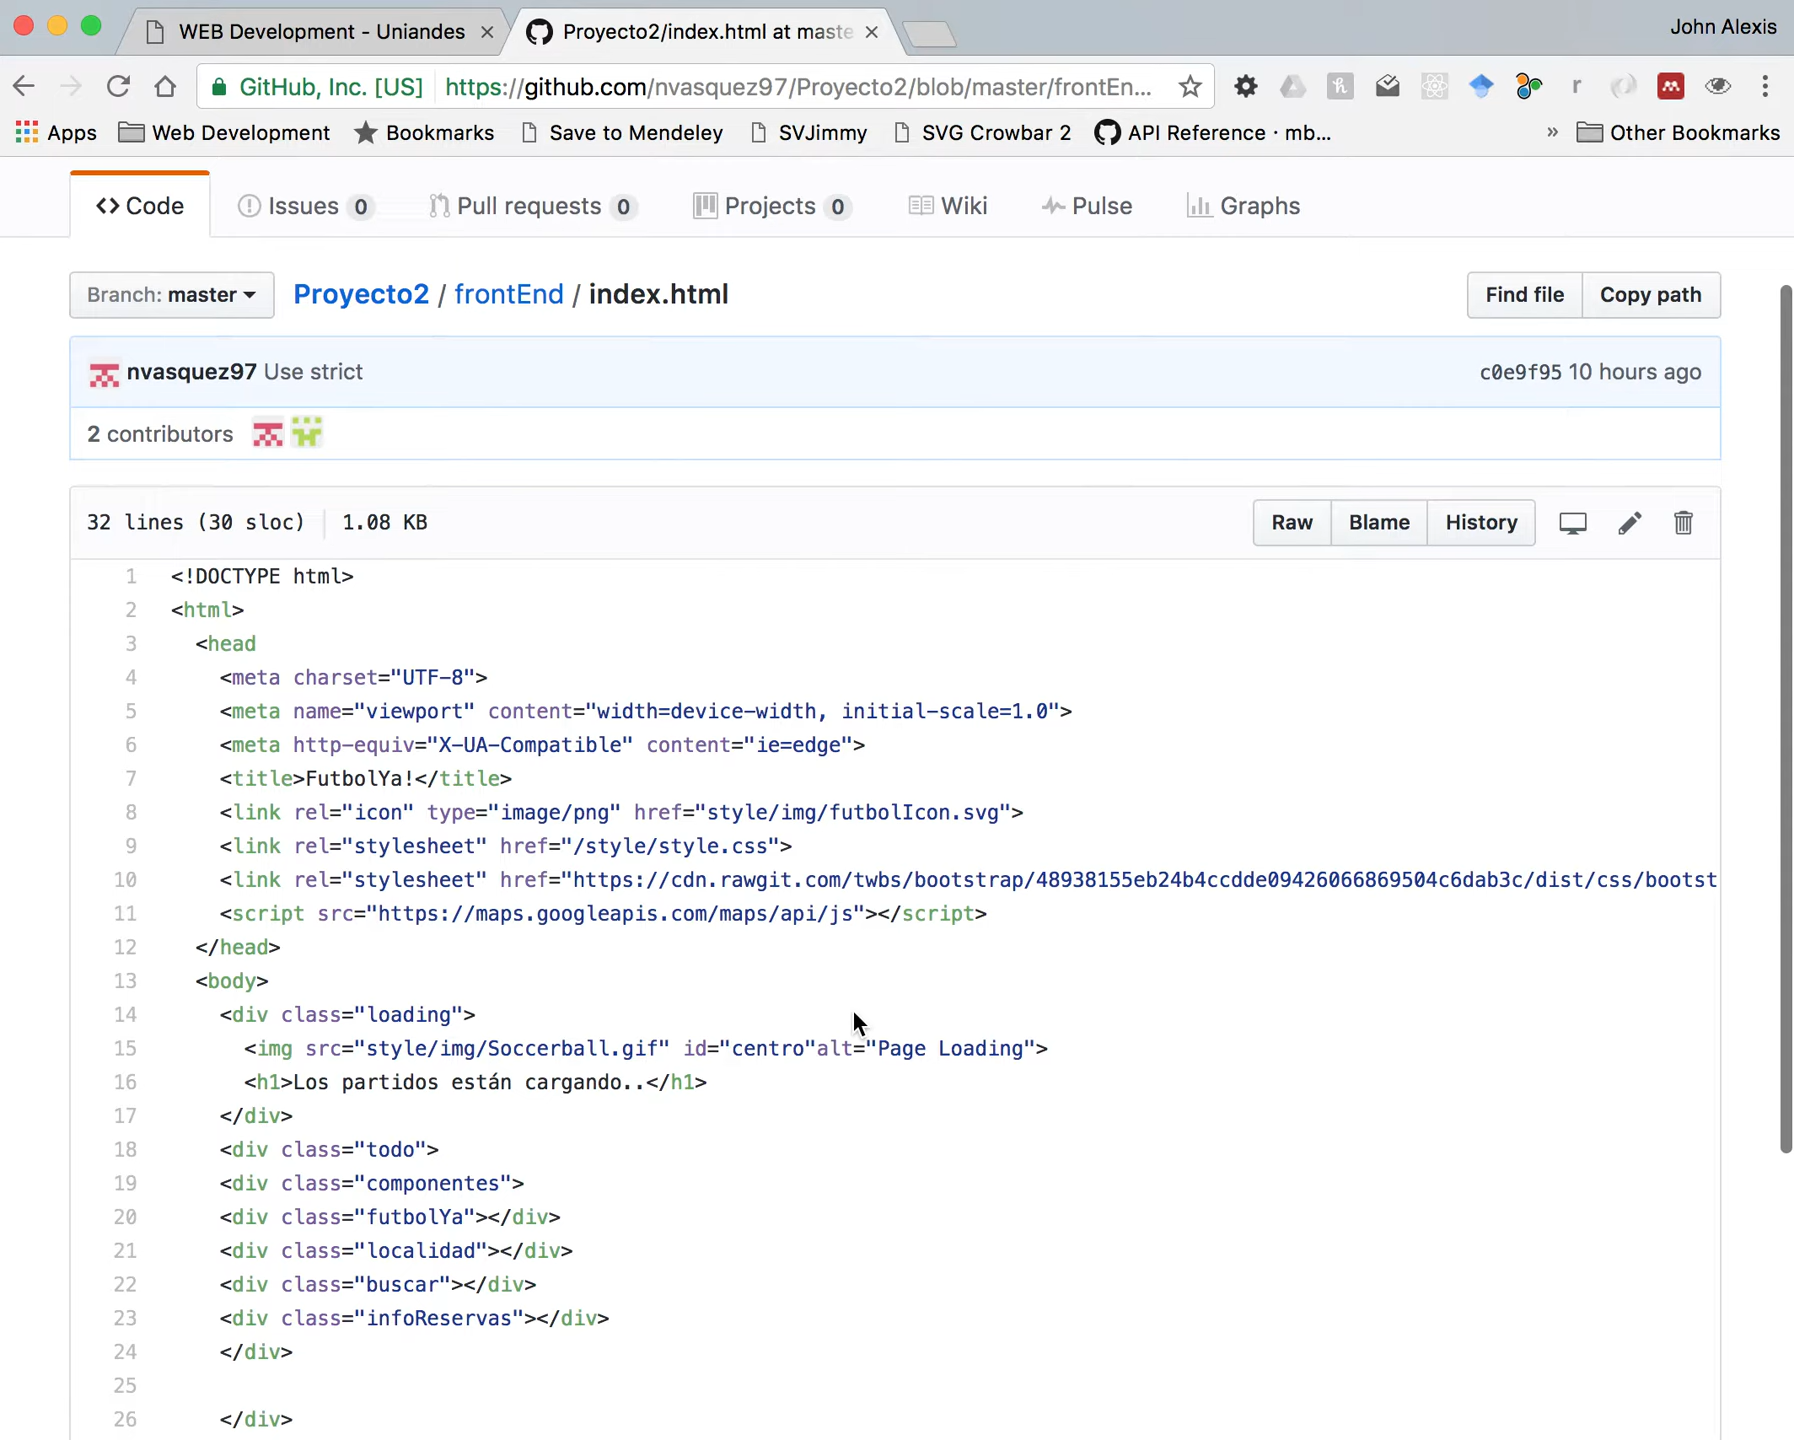 WEB Development - Uniandes
Proyecto2/index.html at maste
John Alexis
GitHub, Inc. [US]
https://github.com/nvasquez97/Proyecto2/blob/master/frontEn...
Apps
Web Development
Bookmarks
Save to Mendeley
SVJimmy
SVG Crowbar 2
API Reference · mb...
»
Other Bookmarks
<> Code
Issues 0
Pull requests 0
Projects 0
Wiki
Pulse
Graphs
Branch: master
Proyecto2 / frontEnd / index.html
Find file
Copy path
nvasquez97 Use strict
c0e9f95 10 hours ago
2 contributors
32 lines (30 sloc)
1.08 KB
Raw
Blame
History
1 <!DOCTYPE html>
2 <html>
3 <head
4 <meta charset="UTF-8">
5 <meta name="viewport" content="width=device-width, initial-scale=1.0">
6 <meta http-equiv="X-UA-Compatible" content="ie=edge">
7 <title>FutbolYa!</title>
8 <link rel="icon" type="image/png" href="style/img/futbolIcon.svg">
9 <link rel="stylesheet" href="/style/style.css">
10 <link rel="stylesheet" href="https://cdn.rawgit.com/twbs/bootstrap/48938155eb24b4ccdde09426066869504c6dab3c/dist/css/bootst
11 <script src="https://maps.googleapis.com/maps/api/js"></script>
12 </head>
13 <body>
14 <div class="loading">
15 <img src="style/img/Soccerball.gif" id="centro"alt="Page Loading">
16 <h1>Los partidos están cargando..</h1>
17 </div>
18 <div class="todo">
19 <div class="componentes">
20 <div class="futbolYa"></div>
21 <div class="localidad"></div>
22 <div class="buscar"></div>
23 <div class="infoReservas"></div>
24 </div>
25
26 </div>